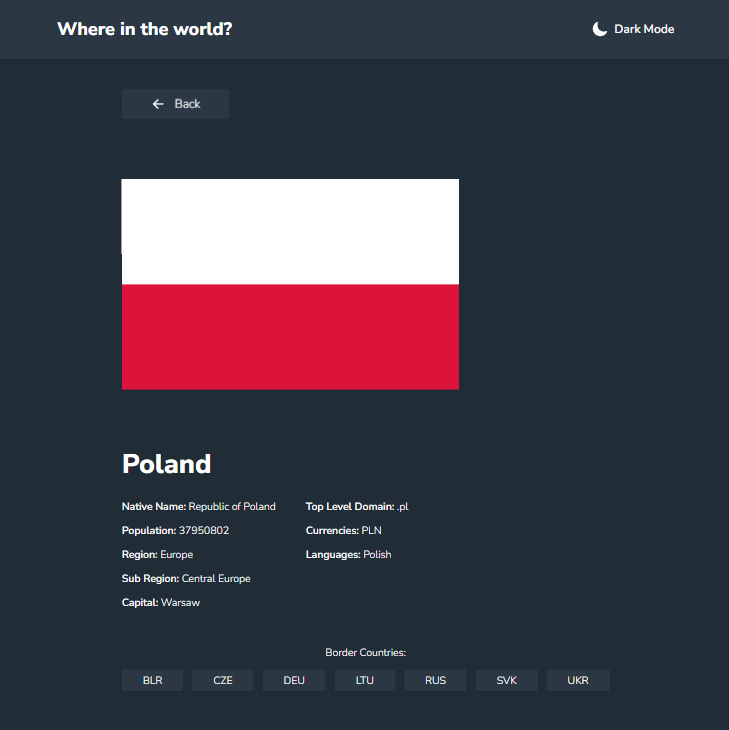 Where in the world?
Dark Mode
Back
Poland
Native Name: Republic of Poland
Population: 37950802
Region: Europe
Sub Region: Central Europe
Capital: Warsaw
Top Level Domain: .pl
Currencies: PLN
Languages: Polish
Border Countries:
BLR CZE DEU LTU RUS SVK UKR